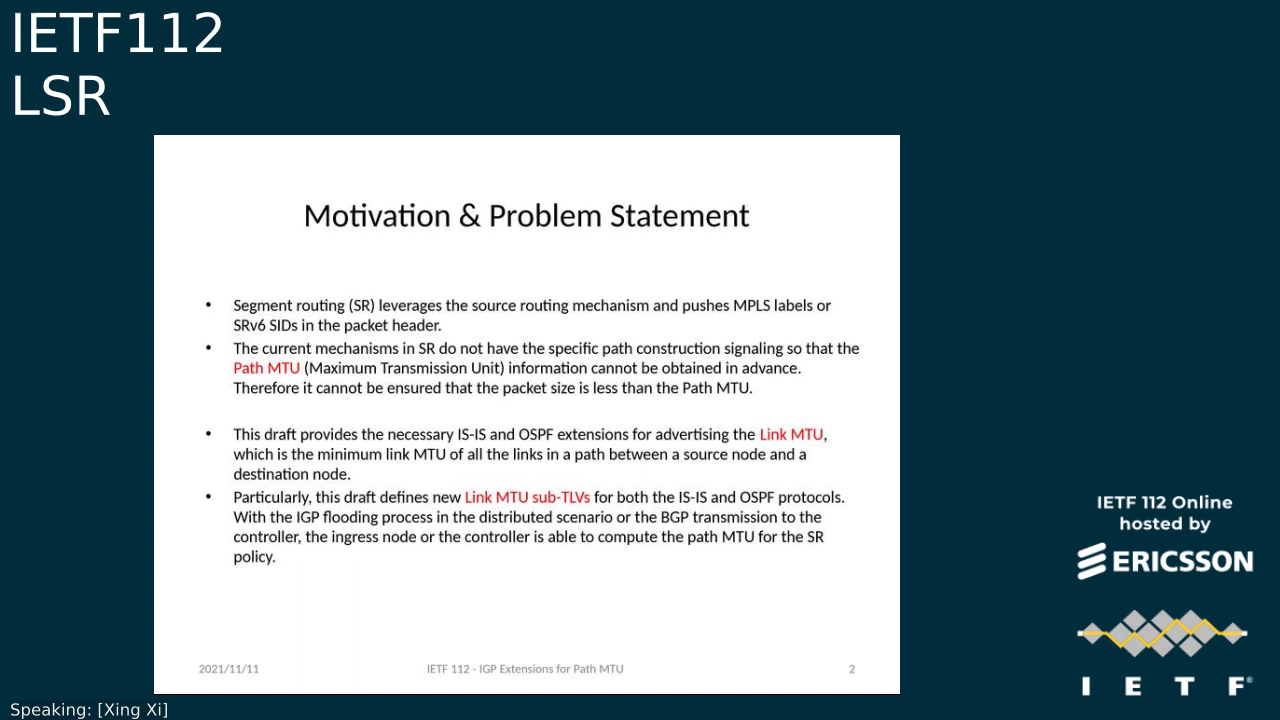 IETF112
LSR
Motivation & Problem Statement
• Segment routing (SR) leverages the source routing mechanism and pushes MPLS labels or
SRv6 SIDs in the packet header.
• The current mechanisms in SR do not have the specific path construction signaling so that the
Path MTU (Maximum Transmission Unit) information cannot be obtained in advance.
Therefore it cannot be ensured that the packet size is less than the Path MTU.
• This draft provides the necessary IS-IS and OSPF extensions for advertising the Link MTU,
which is the minimum link MTU of all the links in a path between a source node and a
destination node.
• Particularly, this draft defines new Link MTU sub-TLVs for both the IS-IS and OSPF protocols.
With the IGP flooding process in the distributed scenario or the BGP transmission to the
controller, the ingress node or the controller is able to compute the path MTU for the SR
policy.
2021/11/11
IETF 112 - IGP Extensions for Path MTU
2
IETF 112 Online
hosted by
ERICSSON
I E T F®
Speaking: [Xing Xi]